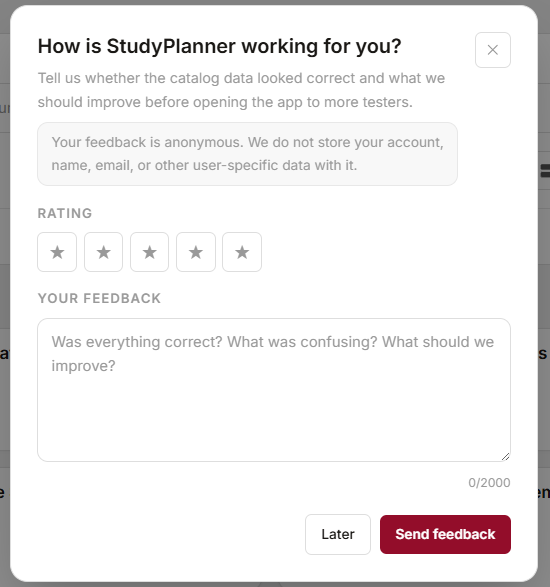 How is StudyPlanner working for you?
Tell us whether the catalog data looked correct and what we
should improve before opening the app to more testers.
Your feedback is anonymous. We do not store your account,
name, email, or other user-specific data with it.
RATING
YOUR FEEDBACK
Was everything correct? What was confusing? What should we
improve?
0/2000
Later
Send feedback